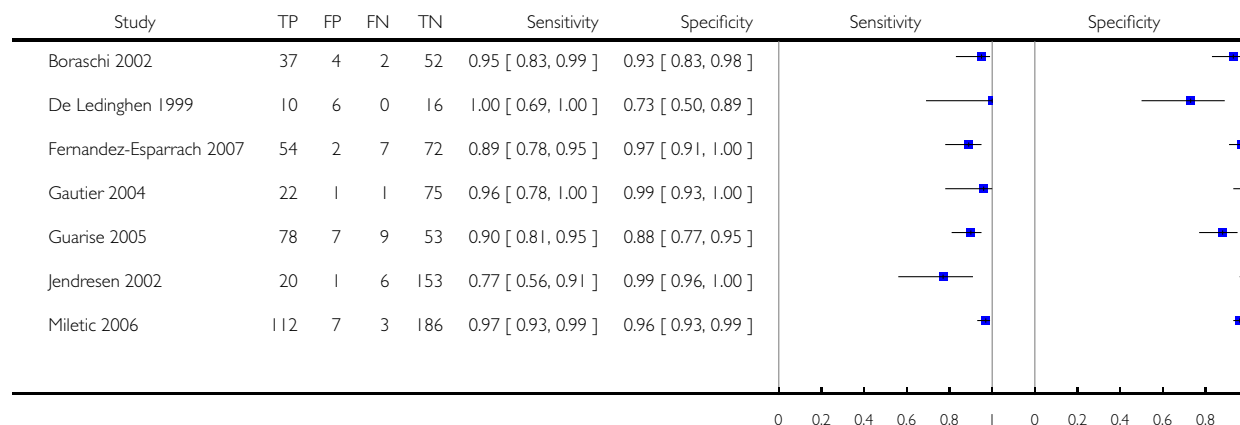 Study TP FP FN TN Sensitivity Specificity Sensitivity Specificity
Boraschi 2002 37 4 2 52 0.95 [ 0.83, 0.99 ] 0.93 [ 0.83, 0.98 ]
De Ledinghen 1999 10 6 0 16 1.00 [ 0.69, 1.00 ] 0.73 [ 0.50, 0.89 ]
Fernandez-Esparrach 2007 54 2 7 72 0.89 [ 0.78, 0.95 ] 0.97 [ 0.91, 1.00 ]
Gautier 2004 22 1 1 75 0.96 [ 0.78, 1.00 ] 0.99 [ 0.93, 1.00 ]
Guarise 2005 78 7 9 53 0.90 [ 0.81, 0.95 ] 0.88 [ 0.77, 0.95 ]
Jendresen 2002 20 1 6 153 0.77 [ 0.56, 0.91 ] 0.99 [ 0.96, 1.00 ]
Miletic 2006 112 7 3 186 0.97 [ 0.93, 0.99 ] 0.96 [ 0.93, 0.99 ]
0 0.2 0.4 0.6 0.8 1 0 0.2 0.4 0.6 0.8